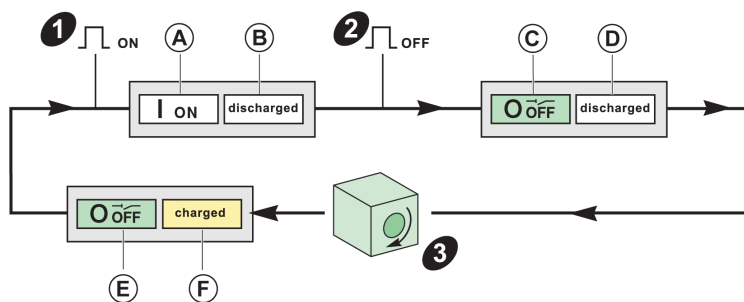 1 ON A B 2 OFF C D
I ON discharged O OFF discharged
O OFF charged
3
E F